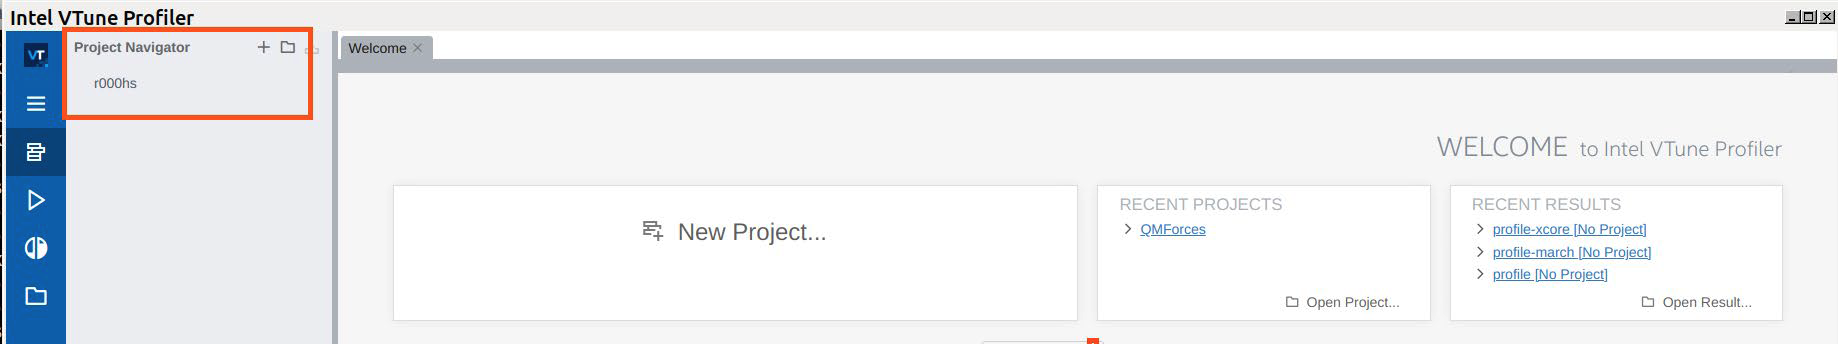 Intel VTune Profiler
VT
Project Navigator
r000hs
Welcome
WELCOME to Intel VTune Profiler
New Project...
RECENT PROJECTS
QMForces
Open Project...
RECENT RESULTS
profile-xcore [No Project]
profile-march [No Project]
profile [No Project]
Open Result...